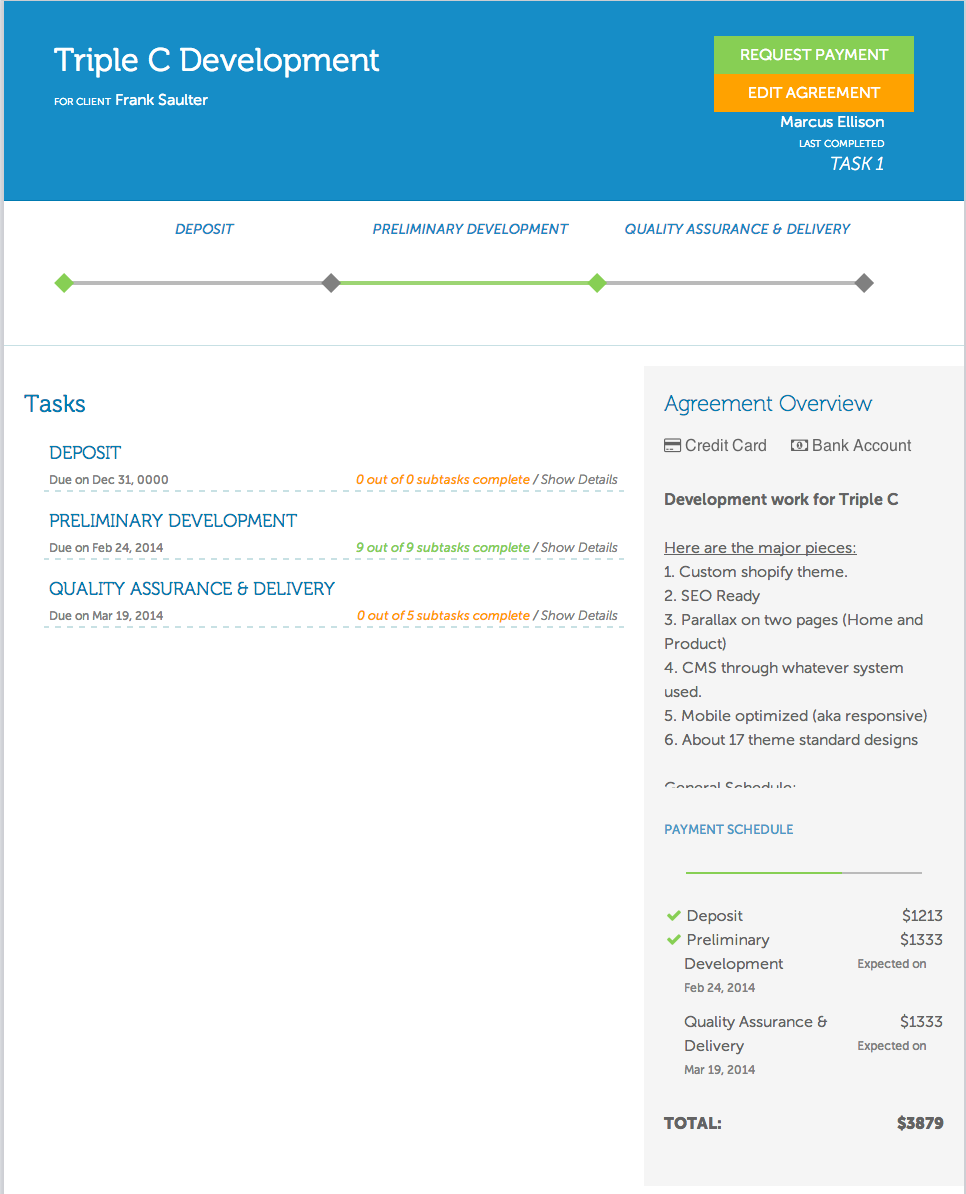 Triple C Development
FOR CLIENT Frank Saulter
REQUEST PAYMENT
EDIT AGREEMENT
Marcus Ellison
LAST COMPLETED
TASK 1
DEPOSIT
PRELIMINARY DEVELOPMENT
QUALITY ASSURANCE & DELIVERY
Tasks
DEPOSIT
Due on Dec 31, 0000
0 out of 0 subtasks complete / Show Details
PRELIMINARY DEVELOPMENT
Due on Feb 24, 2014
9 out of 9 subtasks complete / Show Details
QUALITY ASSURANCE & DELIVERY
Due on Mar 19, 2014
0 out of 5 subtasks complete / Show Details
Agreement Overview
Credit Card
Bank Account
Development work for Triple C
Here are the major pieces:
1. Custom shopify theme.
2. SEO Ready
3. Parallax on two pages (Home and
Product)
4. CMS through whatever system
used.
5. Mobile optimized (aka responsive)
6. About 17 theme standard designs
General Schedule:
PAYMENT SCHEDULE
Deposit $1213
Preliminary $1333
Development Expected on
Feb 24, 2014
Quality Assurance & $1333
Delivery Expected on
Mar 19, 2014
TOTAL: $3879